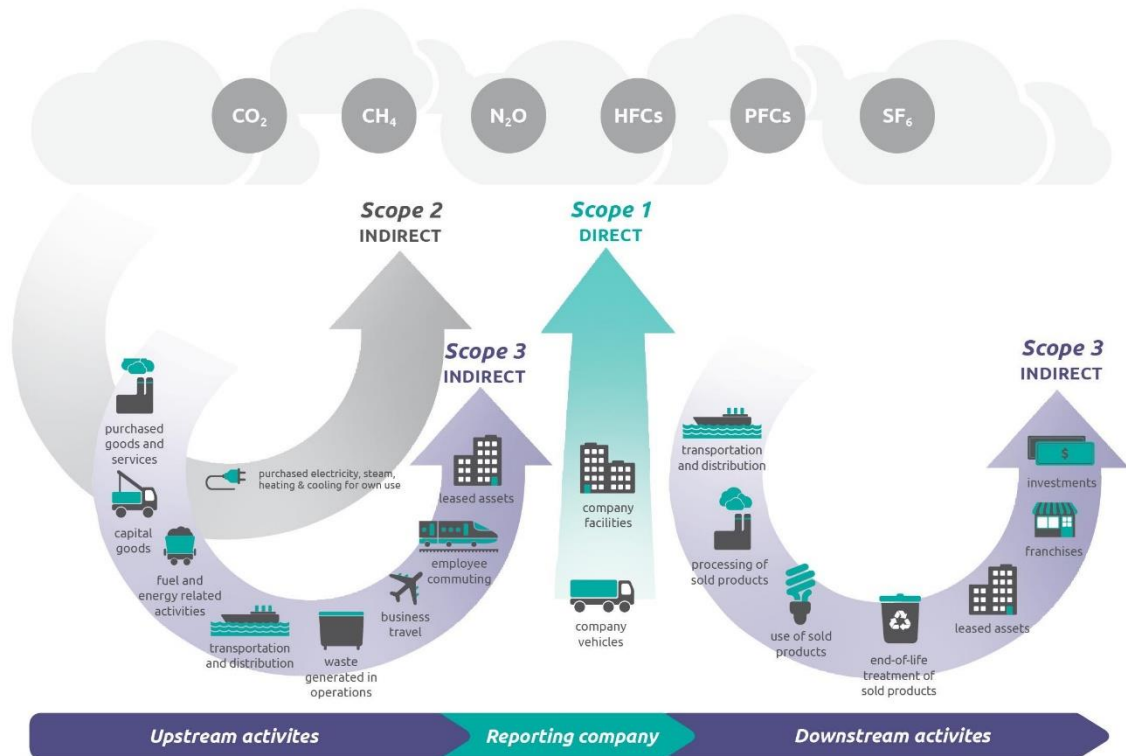 CO₂
CH₄
N₂O
HFCs
PFCs
SF₆
Scope 2
INDIRECT
Scope 1
DIRECT
Scope 3
INDIRECT
Scope 3
INDIRECT
purchased
goods and
services
capital
goods
fuel and
energy related
activities
transportation
and distribution
waste
generated in
operations
business
travel
employee
commuting
leased assets
purchased electricity, steam,
heating & cooling for own use
company
facilities
company
vehicles
transportation
and distribution
processing of
sold products
use of sold
products
end-of-life
treatment of
sold products
leased assets
franchises
$
investments
Upstream activites
Reporting company
Downstream activites